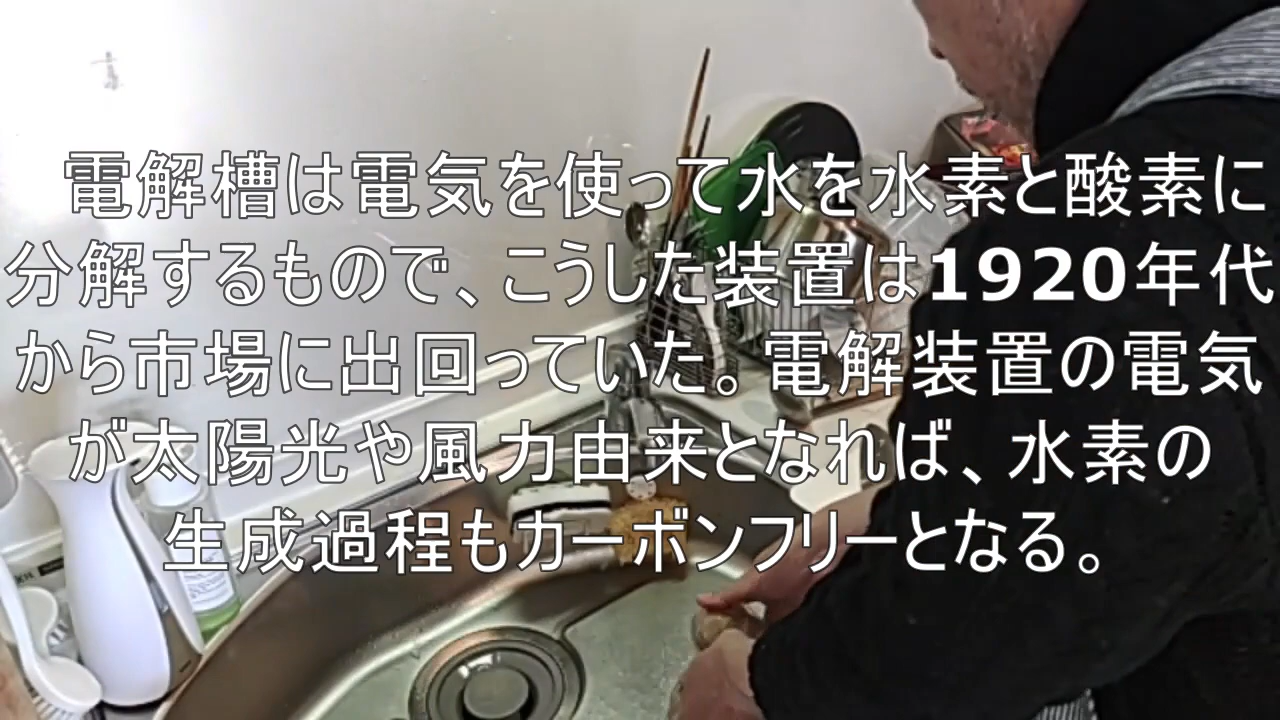 電解槽は電気を使って水を水素と酸素に
分解するもので、こうした装置は1920年代
から市場に出回っていた。電解装置の電気
が太陽光や風力由来となれば、水素の
生成過程もカーボンフリーとなる。